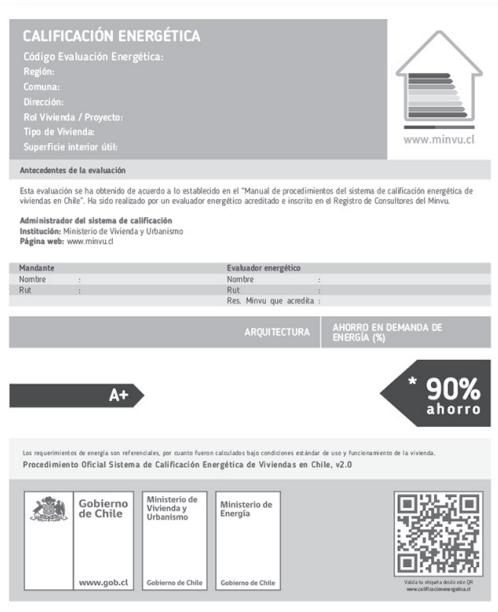 CALIFICACIÓN ENERGÉTICA
Código Evaluación Energética:
Región:
Comuna:
Dirección:
Rol Vivienda / Proyecto:
Tipo de Vivienda:
Superficie interior útil:
www.minvu.cl
Antecedentes de la evaluación
Esta evaluación se ha obtenido de acuerdo a lo establecido en el "Manual de procedimientos del sistema de calificación energética de
viviendas en Chile". Ha sido realizado por un evaluador energético acreditado e inscrito en el Registro de Consultores del Minvu.
Administrador del sistema de calificación
Institución: Ministerio de Vivienda y Urbanismo
Página web: www.minvu.cl
Mandante Evaluador energético
Nombre : Nombre :
Rut : Rut :
Res. Minvu que acredita :
ARQUITECTURA
AHORRO EN DEMANDA DE
ENERGÍA (%)
A+
* 90%
ahorro
Los requerimientos de energía son referenciales, por cuanto fueron calculados bajo condiciones estándar de uso y funcionamiento de la vivienda.
Procedimiento Oficial Sistema de Calificación Energética de Viviendas en Chile, v2.0
Gobierno
de Chile
www.gob.cl
Ministerio de
Vivienda y
Urbanismo
Gobierno de Chile
Ministerio de
Energía
Gobierno de Chile
Valida tu etiqueta desde este QR
www.calificacionenergetica.cl